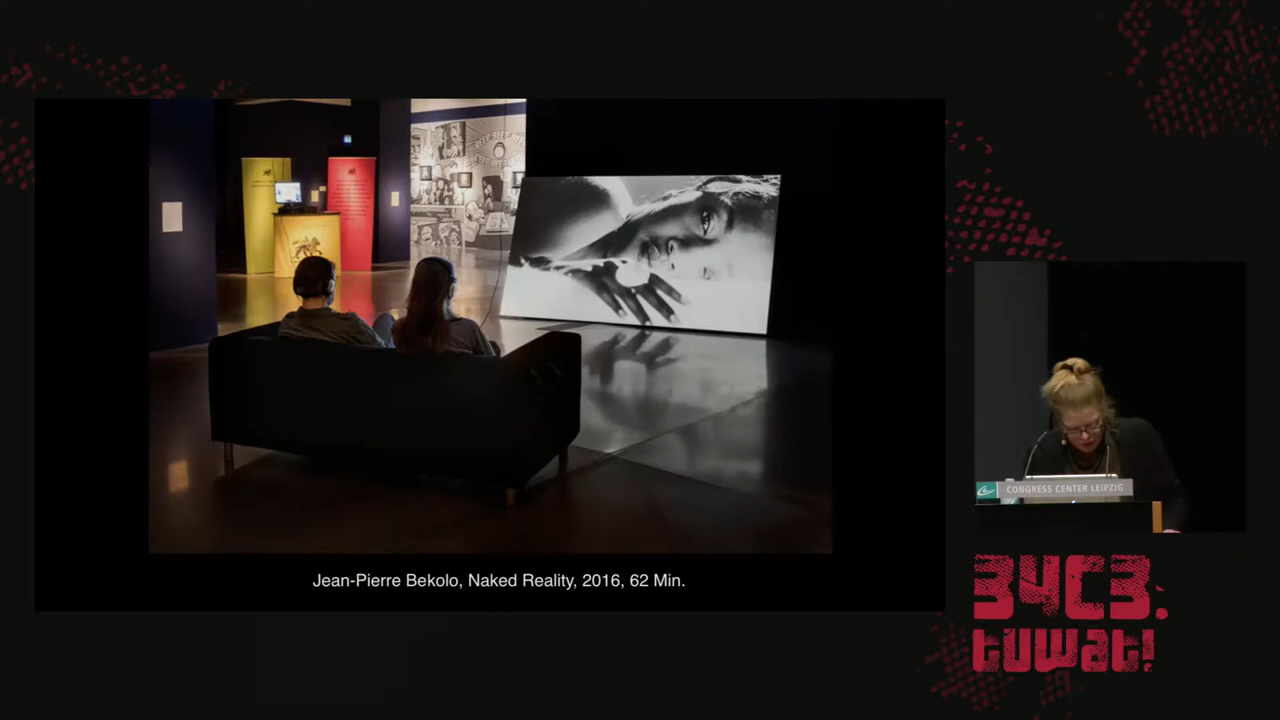 Jean-Pierre Bekolo, Naked Reality, 2016, 62 Min.
CONGRESS CENTER LEIPZIG
34C3.
tuwat!